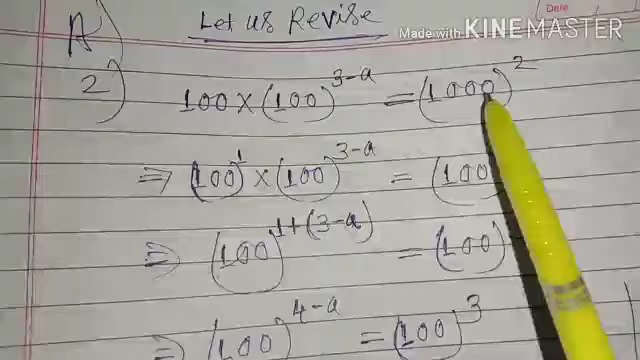 Let us Revise
Made with KINEMASTER
Date
A)
2) 100 × (100)^3-a = (1000)^2
⇒ (100)^1 × (100)^3-a = (100
⇒ (100)^1+(3-a) = (100)
⇒ (100)^4-a = (100)^3